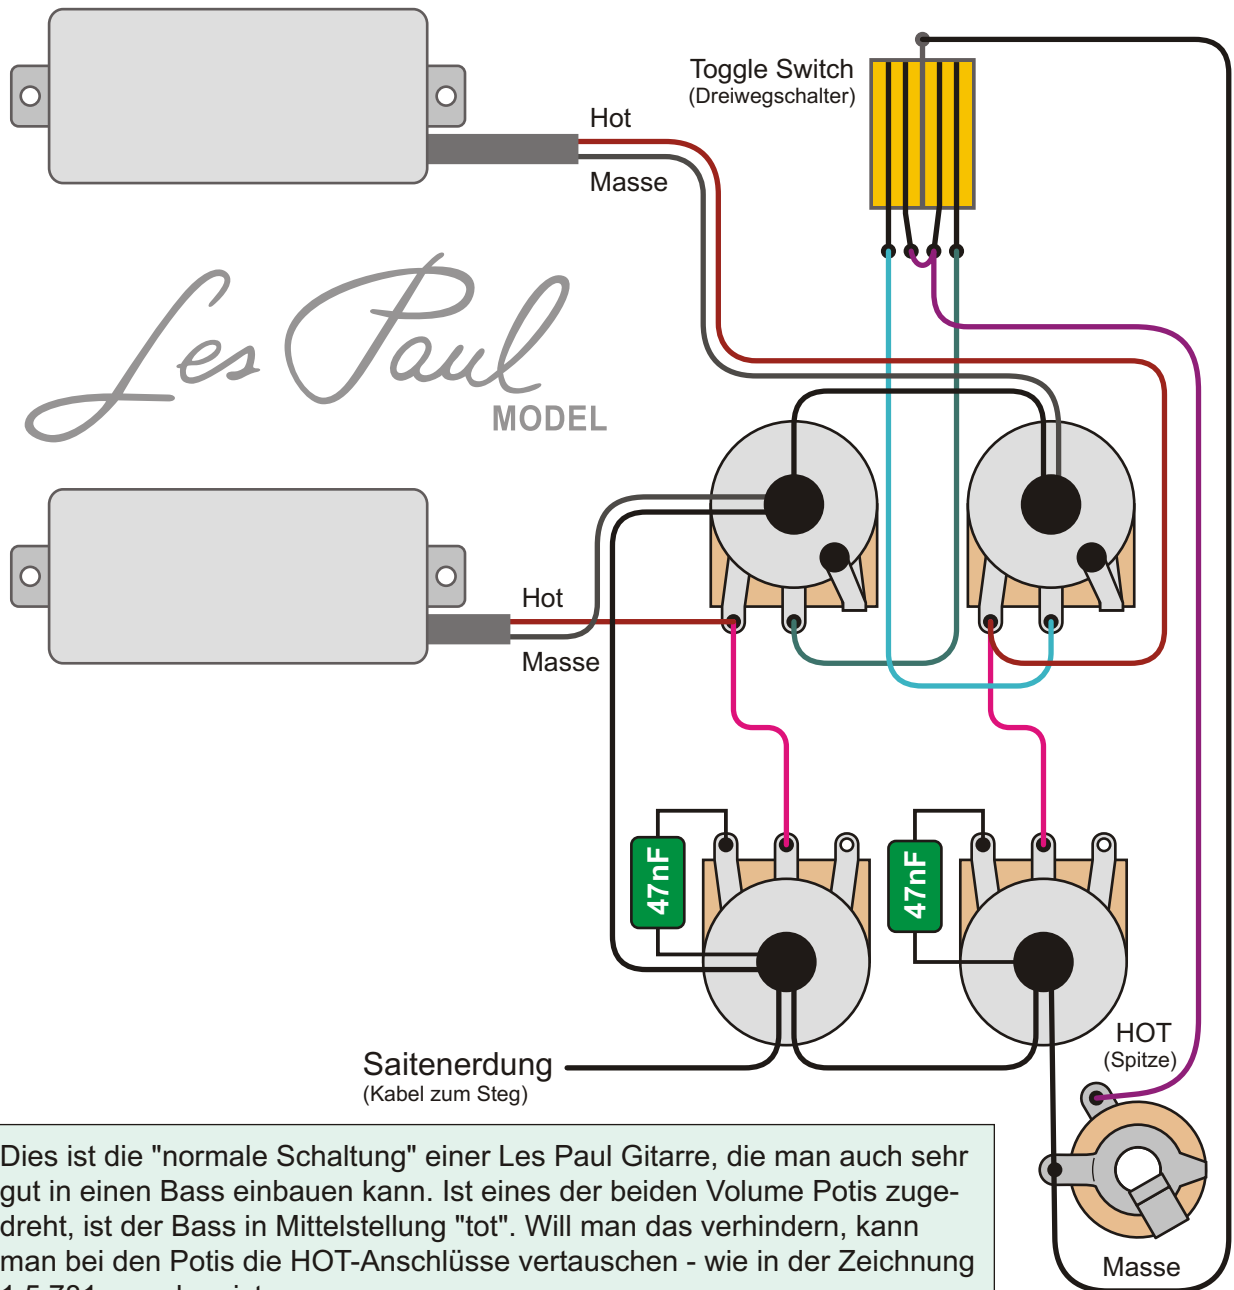 Toggle Switch
(Dreiwegschalter)
Hot
Masse
Les Paul
MODEL
Hot
Masse
47nF
47nF
HOT
(Spitze)
Saitenerdung
(Kabel zum Steg)
Masse
Dies ist die "normale Schaltung" einer Les Paul Gitarre, die man auch sehr
gut in einen Bass einbauen kann. Ist eines der beiden Volume Potis zuge-
dreht, ist der Bass in Mittelstellung "tot". Will man das verhindern, kann
man bei den Potis die HOT-Anschlüsse vertauschen - wie in der Zeichnung